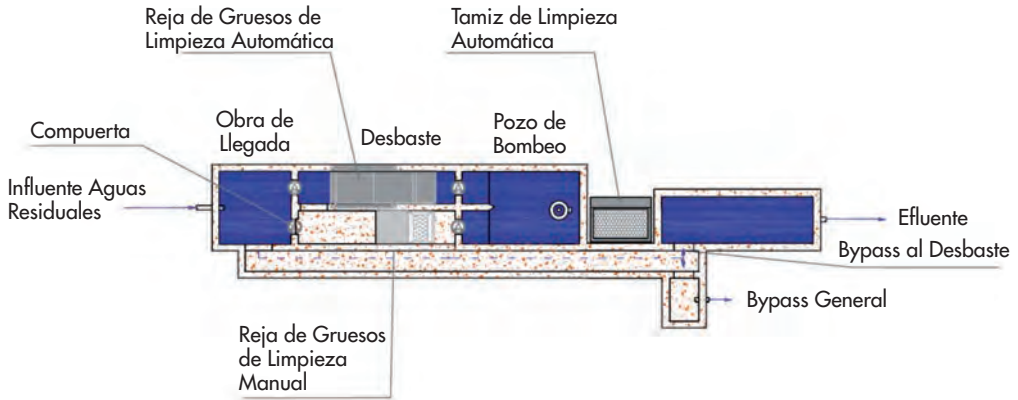 Reja de Gruesos de
Limpieza Automática
Tamiz de Limpieza
Automática
Compuerta
Obra de
Llegada
Desbaste
Pozo de
Bombeo
Influente Aguas
Residuales
Efluente
Bypass al Desbaste
Bypass General
Reja de Gruesos
de Limpieza
Manual